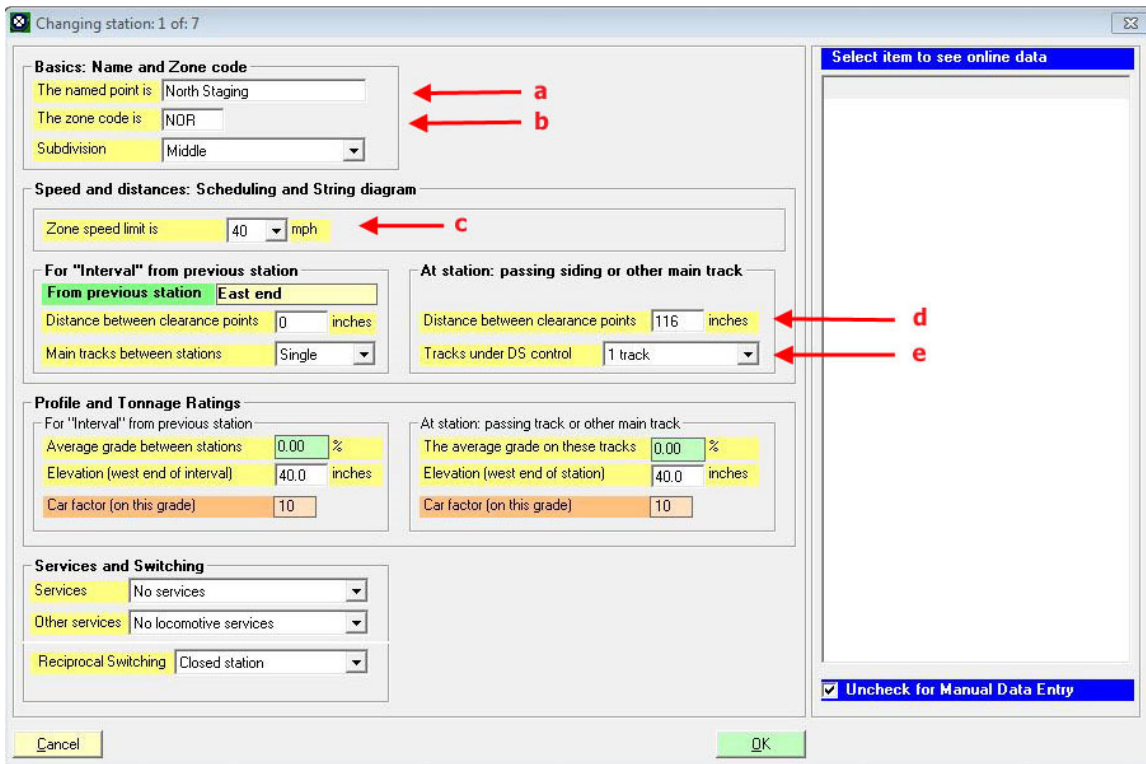 Changing station: 1 of: 7
Basics: Name and Zone code
The named point is North Staging
a
The zone code is NOR
b
Subdivision Middle
Speed and distances: Scheduling and String diagram
Zone speed limit is 40 mph
c
For "Interval" from previous station
From previous station East end
Distance between clearance points 0 inches
Main tracks between stations Single
At station: passing siding or other main track
Distance between clearance points 116 inches
d
Tracks under DS control 1 track
e
Profile and Tonnage Ratings
For "Interval" from previous station
Average grade between stations 0.00 %
Elevation (west end of interval) 40.0 inches
Car factor (on this grade) 10
At station: passing track or other main track
The average grade on these tracks 0.00 %
Elevation (west end of station) 40.0 inches
Car factor (on this grade) 10
Services and Switching
Services No services
Other services No locomotive services
Reciprocal Switching Closed station
Select item to see online data
Uncheck for Manual Data Entry
Cancel
OK